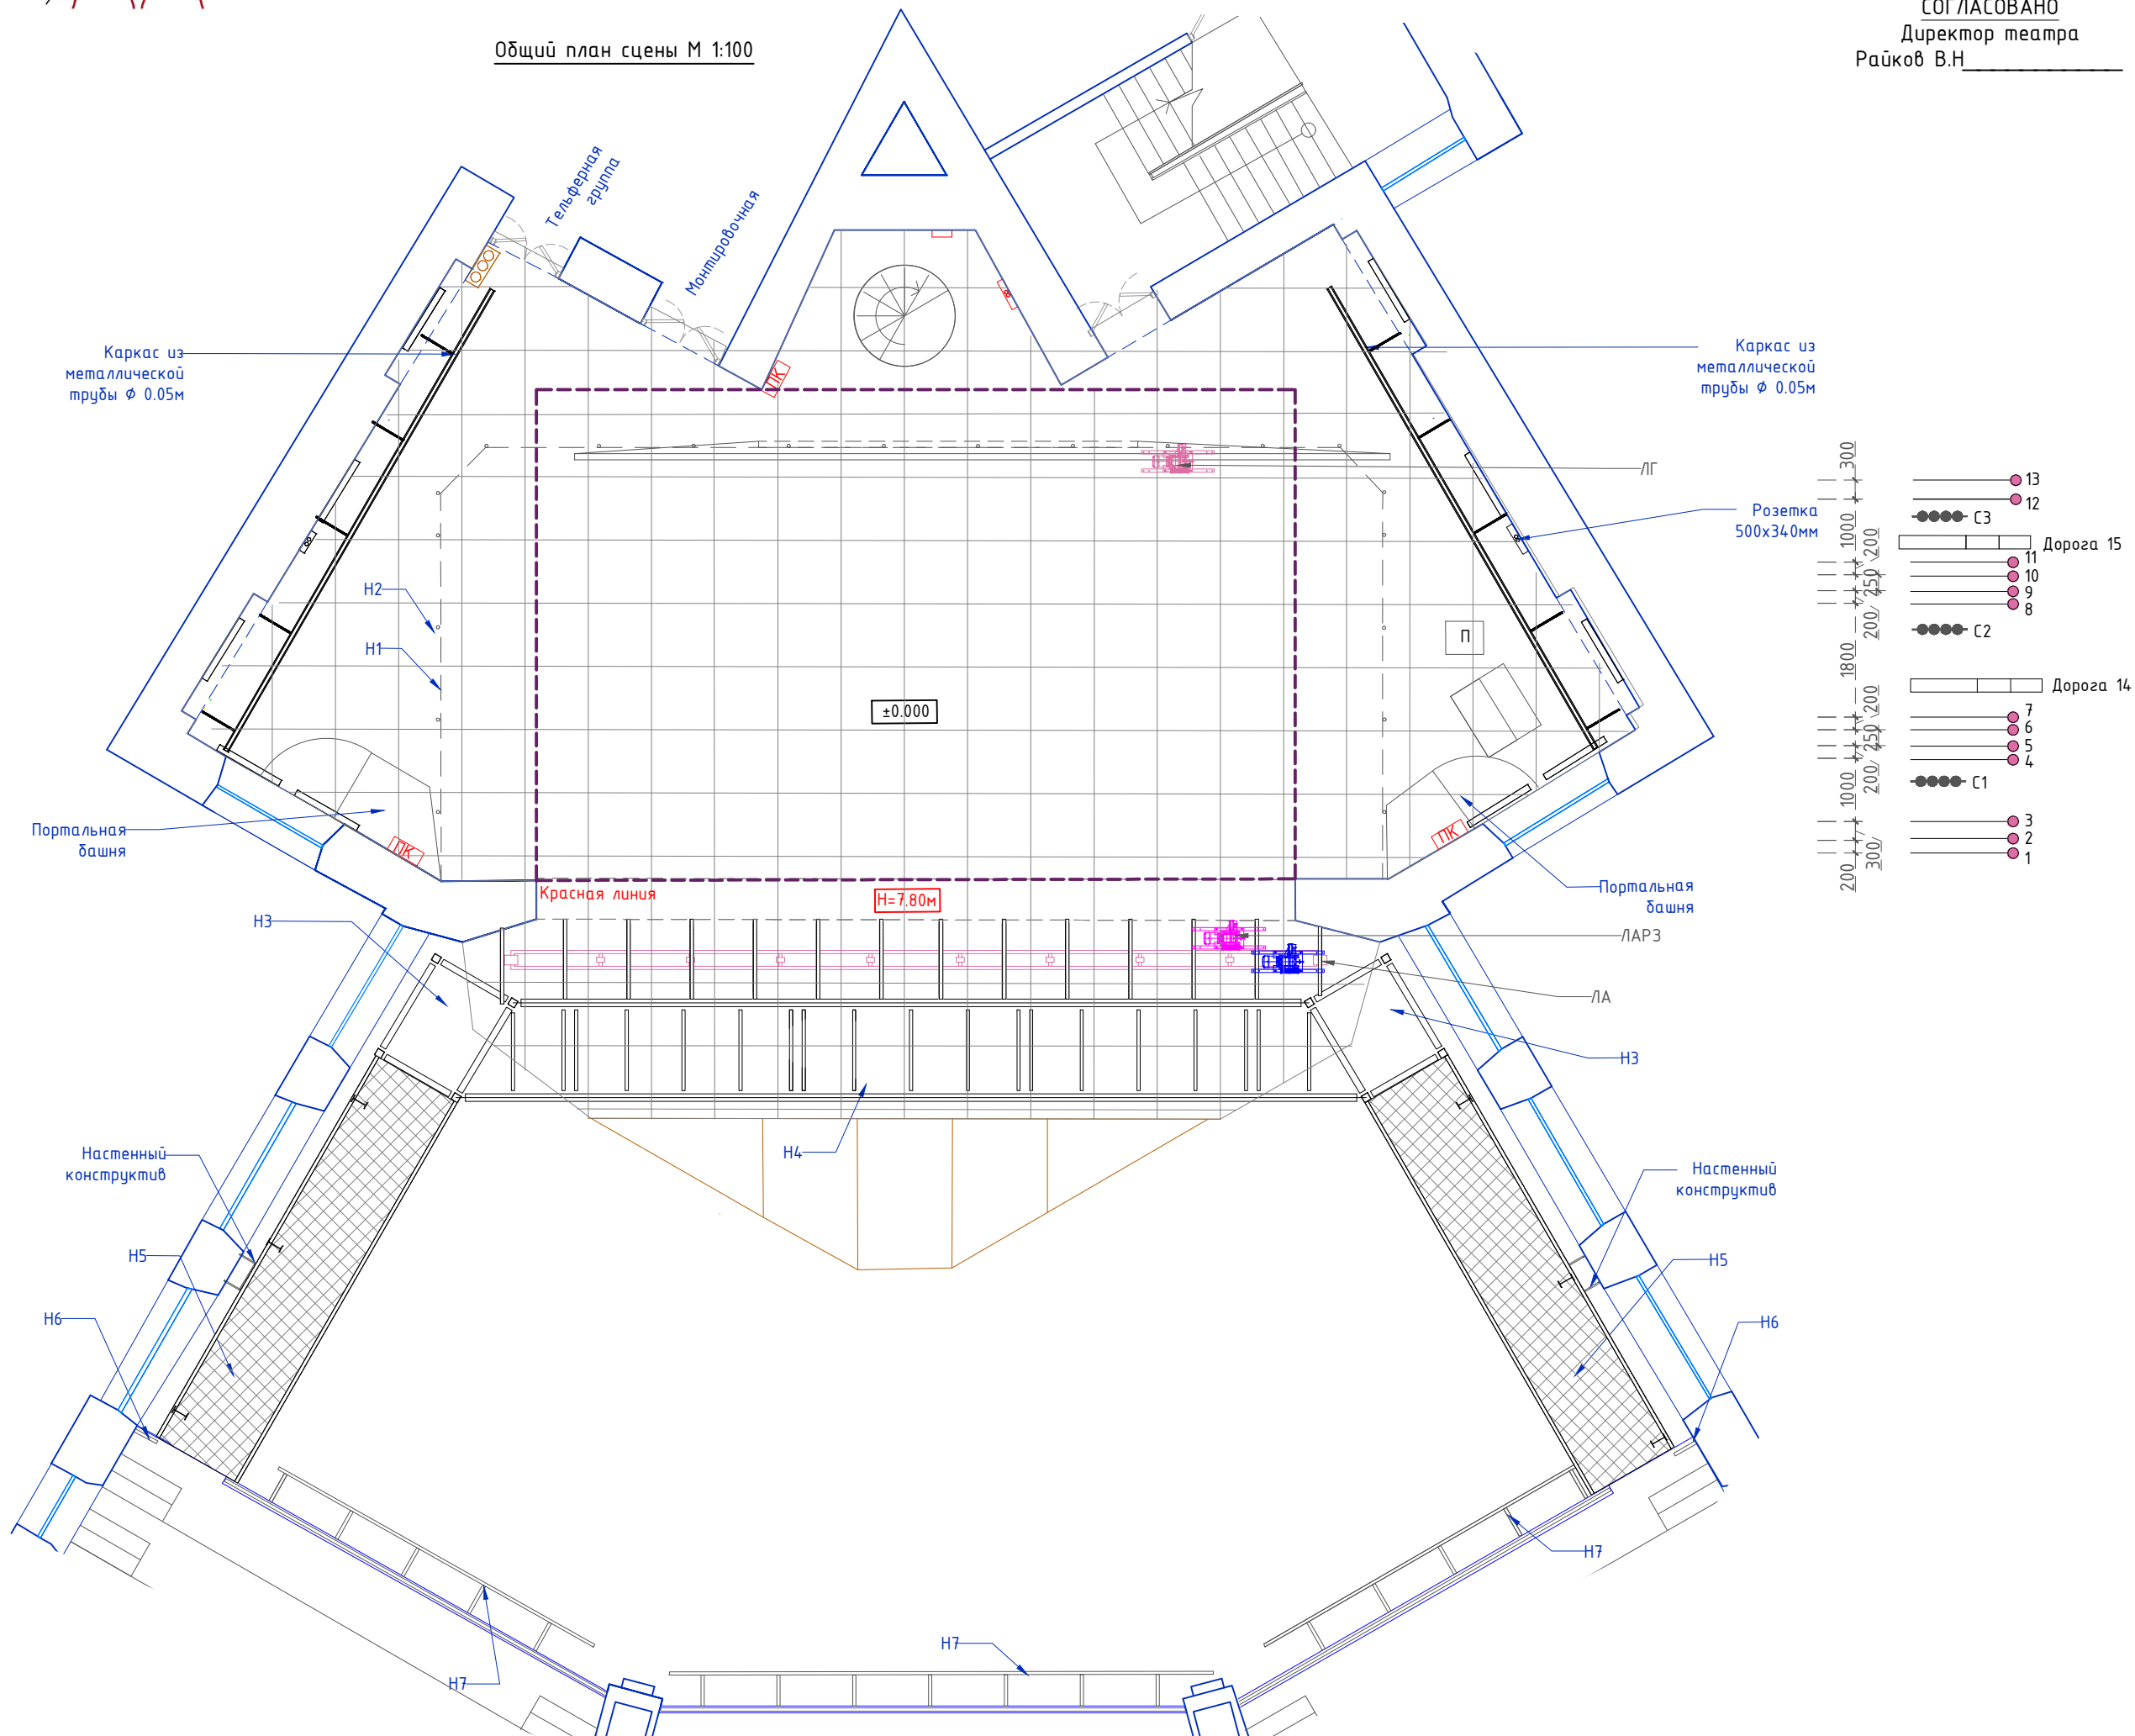 СОГЛАСОВАНО
Директор театра
Райков В.Н
Общий план сцены М 1:100
Тельферная
группа
Монтировочная
Каркас из
металлической
трубы Ф 0.05м
Каркас из
металлической
трубы Ф 0.05м
ПК
ЛГ
Розетка
500х340мм
Н2
Н1
П
±0.000
Портальная
башня
ПК
ПК
Портальная
башня
Красная линия
Н=7.80м
Н3
ЛАРЗ
ЛА
Н3
Н4
Настенный
конструктив
Настенный
конструктив
Н5
Н5
Н6
Н6
Н7
Н7
Н7
300
13
12
С3
1000
200
Дорога 15
11
10
250
9
8
200
С2
1800
Дорога 14
200
7
6
250
5
4
200
1000
С1
3
2
300
1
200